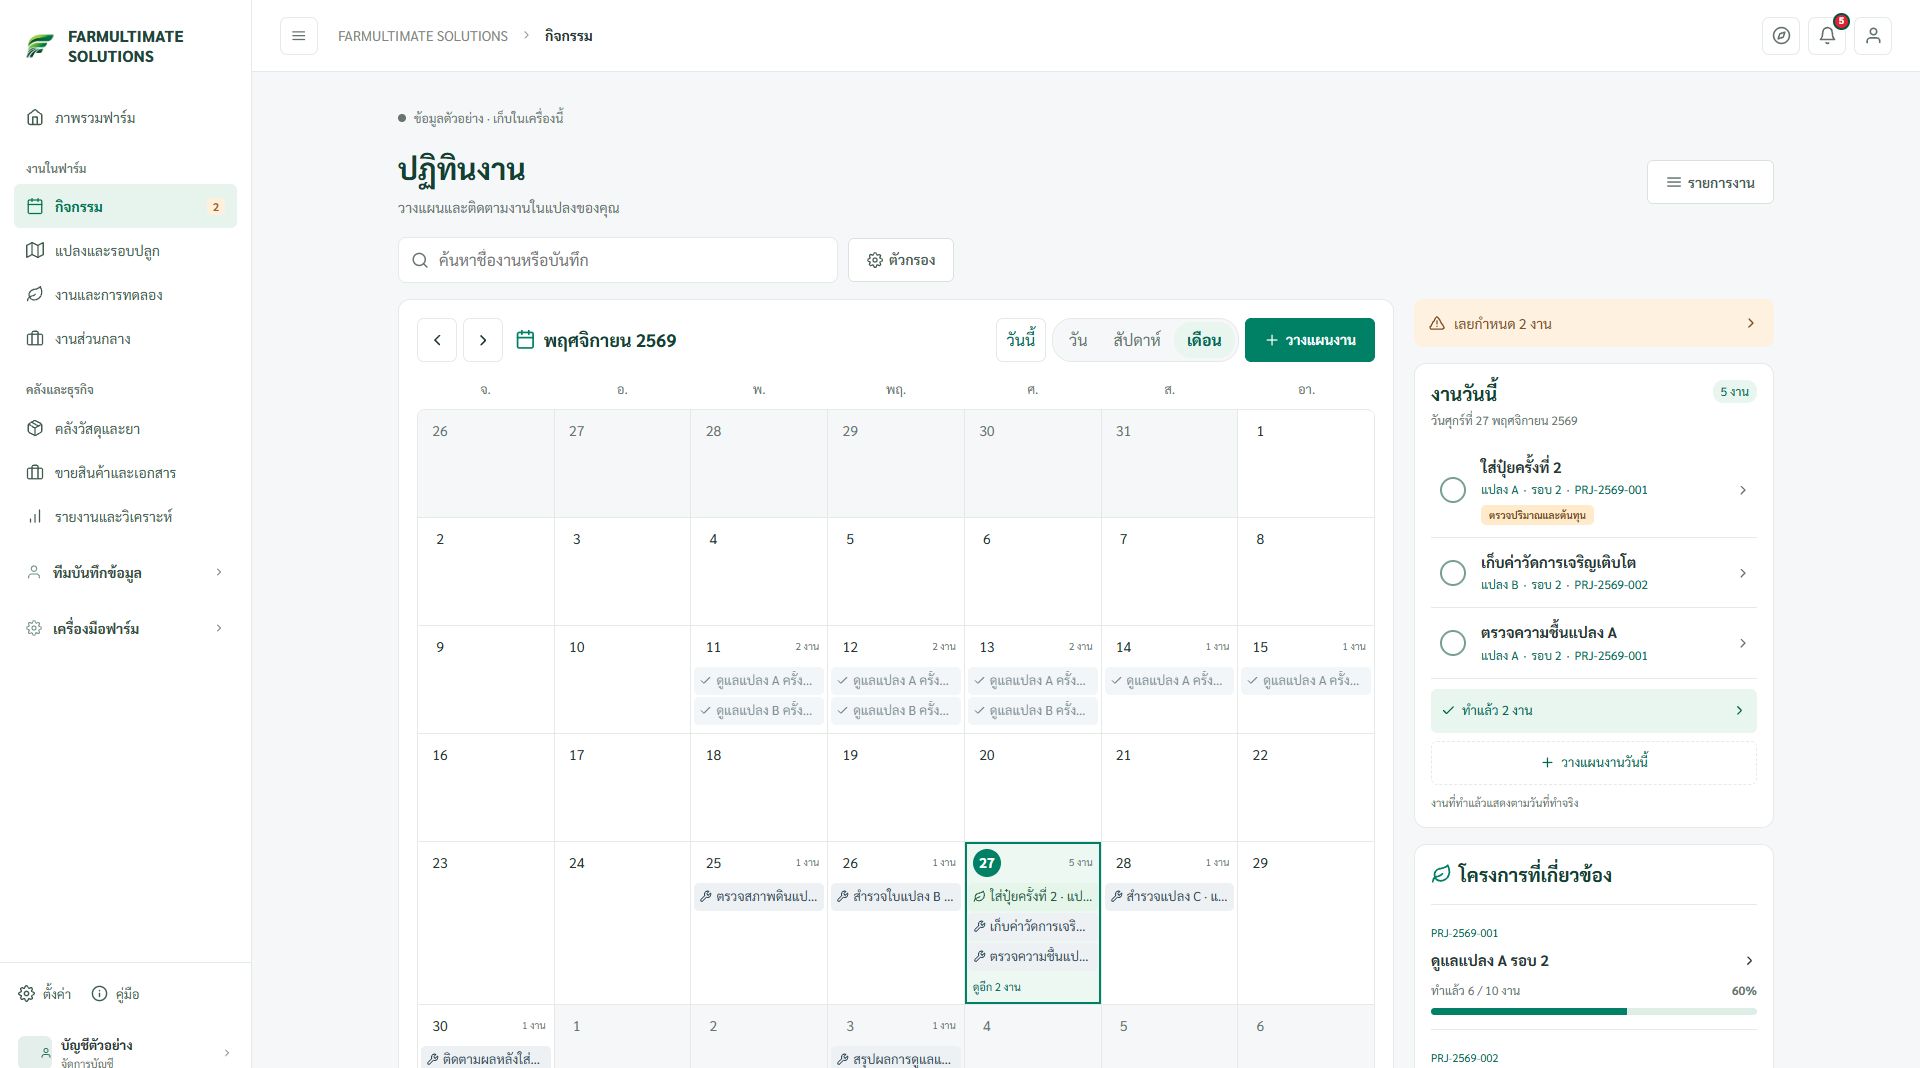 FARMULTIMATE
SOLUTIONS
ภาพรวมฟาร์ม
งานในฟาร์ม
กิจกรรม 2
แปลงและรอบปลูก
งานและการทดลอง
งานส่วนกลาง
คลังและธุรกิจ
คลังวัสดุและยา
ขายสินค้าและเอกสาร
รายงานและวิเคราะห์
ทีมบันทึกข้อมูล
เครื่องมือฟาร์ม
ตั้งค่า คู่มือ
บัญชีตัวอย่าง
จัดการบัญชี
FARMULTIMATE SOLUTIONS กิจกรรม
5
ข้อมูลตัวอย่าง · เก็บในเครื่องนี้
ปฏิทินงาน
วางแผนและติดตามงานในแปลงของคุณ
รายการงาน
ค้นหาชื่องานหรือบันทึก
ตัวกรอง
พฤศจิกายน 2569
วันนี้ วัน สัปดาห์ เดือน + วางแผนงาน
จ. อ. พ. พฤ. ศ. ส. อา.
26 27 28 29 30 31 1
2 3 4 5 6 7 8
9 10 11 2 งาน 12 2 งาน 13 2 งาน 14 1 งาน 15 1 งาน
ดูแลแปลง A ครั้ง... ดูแลแปลง A ครั้ง... ดูแลแปลง A ครั้ง... ดูแลแปลง A ครั้ง... ดูแลแปลง A ครั้ง...
ดูแลแปลง B ครั้ง... ดูแลแปลง B ครั้ง... ดูแลแปลง B ครั้ง...
16 17 18 19 20 21 22
23 24 25 1 งาน 26 1 งาน 27 5 งาน 28 1 งาน 29
ตรวจสภาพดินแป... สำรวจใบแปลง B ... ใส่ปุ๋ยครั้งที่ 2 · แป... สำรวจแปลง C · แ...
เก็บค่าวัดการเจริ...
ตรวจความชื้นแป...
ดูอีก 2 งาน
30 1 งาน 1 2 3 1 งาน 4 5 6
ติดตามผลหลังใส่... สรุปผลการดูแลแ...
เลยกำหนด 2 งาน
งานวันนี้ 5 งาน
วันศุกร์ที่ 27 พฤศจิกายน 2569
ใส่ปุ๋ยครั้งที่ 2
แปลง A · รอบ 2 · PRJ-2569-001
ตรวจปริมาณและต้นทุน
เก็บค่าวัดการเจริญเติบโต
แปลง B · รอบ 2 · PRJ-2569-002
ตรวจความชื้นแปลง A
แปลง A · รอบ 2 · PRJ-2569-001
ทำแล้ว 2 งาน
+ วางแผนงานวันนี้
งานที่ทำแล้วแสดงตามวันที่ทำจริง
โครงการที่เกี่ยวข้อง
PRJ-2569-001
ดูแลแปลง A รอบ 2
ทำแล้ว 6 / 10 งาน 60%
PRJ-2569-002